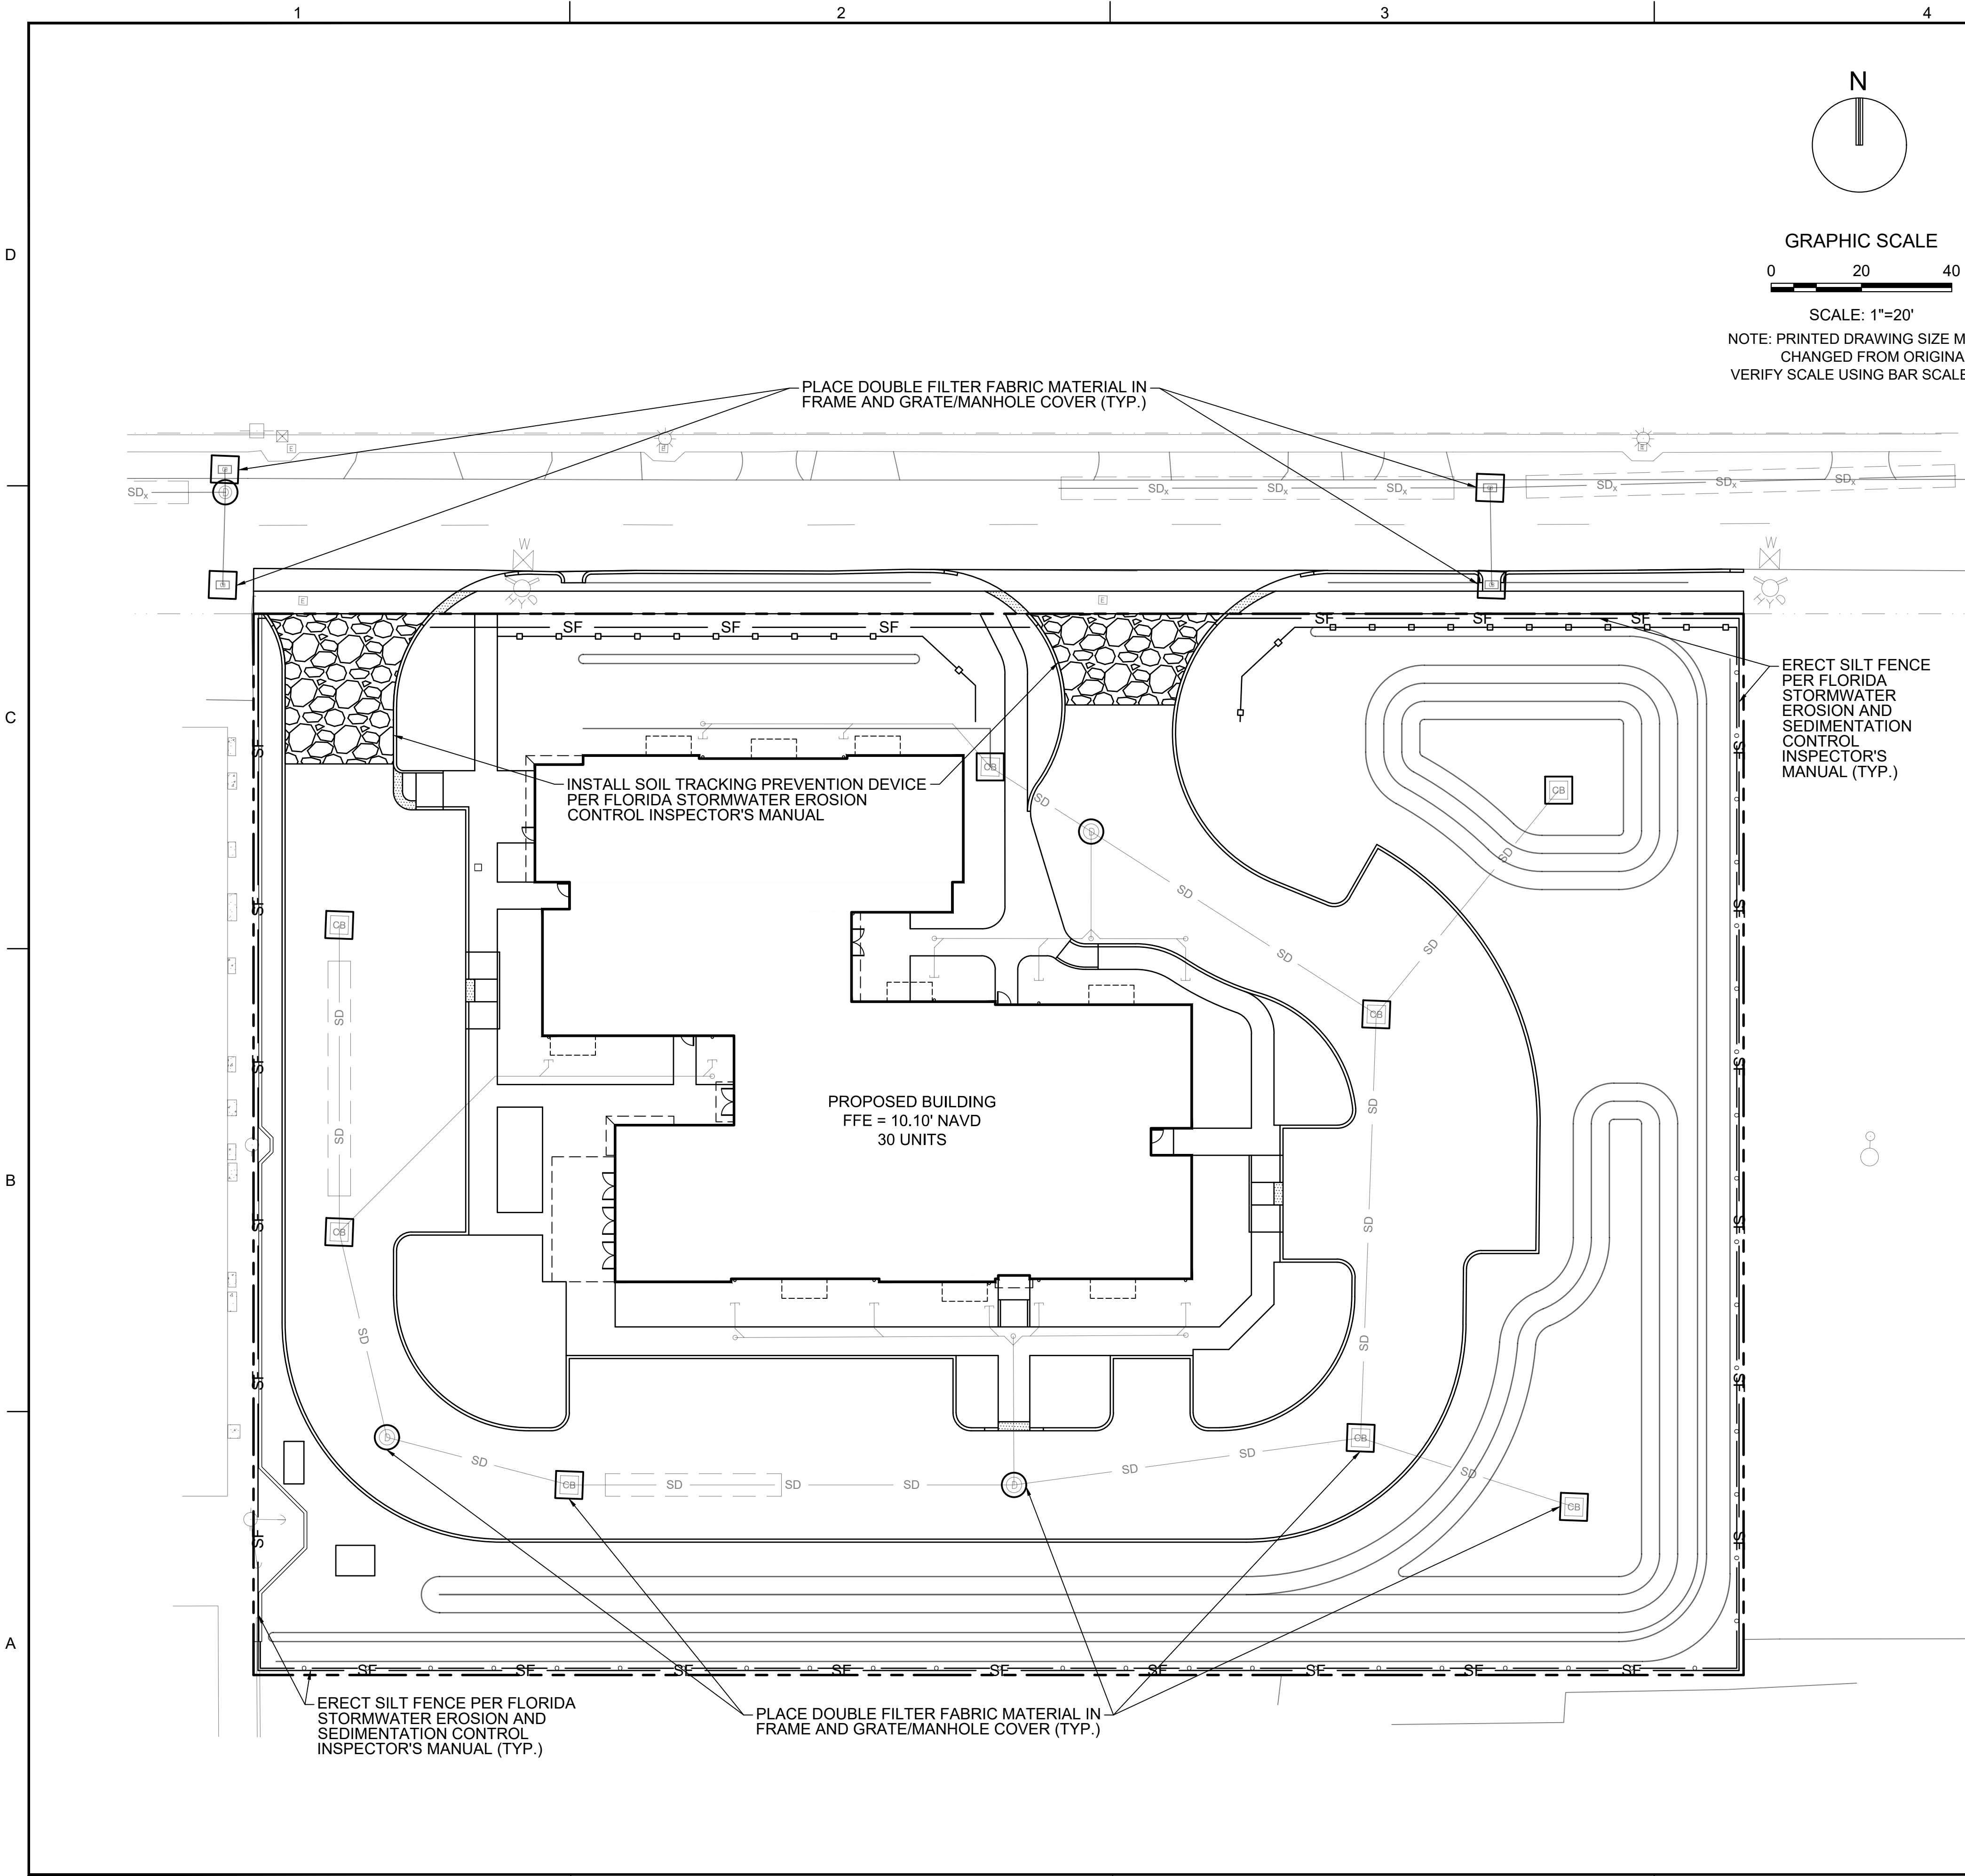 1
2
3
4
N
D
GRAPHIC SCALE
0
20
40
SCALE: 1"=20'
NOTE: PRINTED DRAWING SIZE M
CHANGED FROM ORIGINA
VERIFY SCALE USING BAR SCALE
PLACE DOUBLE FILTER FABRIC MATERIAL IN
FRAME AND GRATE/MANHOLE COVER (TYP.)
E
E
E
SDx
D
SDx
SDx
SDx
SDx
SDx
SDx
W
W
E
E
SF
SF
SF
SF
SF
SF
C
ERECT SILT FENCE
PER FLORIDA
STORMWATER
EROSION AND
SEDIMENTATION
CONTROL
INSPECTOR'S
MANUAL (TYP.)
SF
SF
INSTALL SOIL TRACKING PREVENTION DEVICE
PER FLORIDA STORMWATER EROSION
CONTROL INSPECTOR'S MANUAL
CB
CB
SD
D
SD
SD
SF
SF
CB
SD
SD
SD
CB
SF
SF
PROPOSED BUILDING
FFE = 10.10' NAVD
30 UNITS
SD
SD
B
SF
SF
CB
SD
SD
SD
SF
SF
D
CB
SD
SD
SD
SD
CB
SD
SD
SD
D
CB
SF
SF
A
SF
SF
SF
SF
SF
SF
SF
SF
SF
ERECT SILT FENCE PER FLORIDA
STORMWATER EROSION AND
SEDIMENTATION CONTROL
INSPECTOR'S MANUAL (TYP.)
PLACE DOUBLE FILTER FABRIC MATERIAL IN
FRAME AND GRATE/MANHOLE COVER (TYP.)